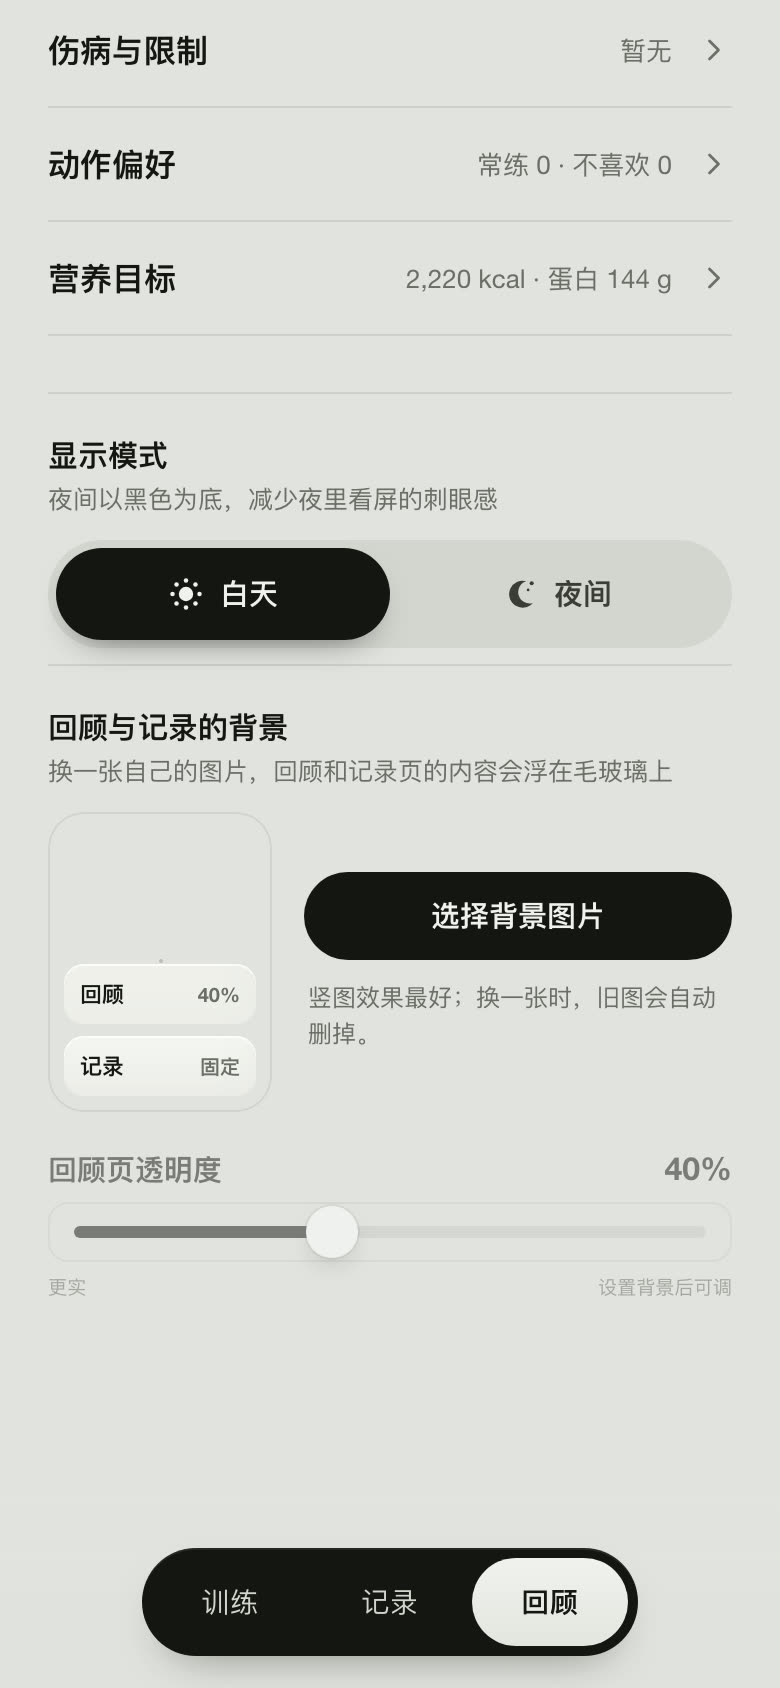 伤病与限制 暂无
动作偏好 常练 0 · 不喜欢 0
营养目标 2,220 kcal · 蛋白 144 g
显示模式
夜间以黑色为底，减少夜里看屏的刺眼感
白天 夜间
回顾与记录的背景
换一张自己的图片，回顾和记录页的内容会浮在毛玻璃上
回顾 40%
记录 固定
选择背景图片
竖图效果最好；换一张时，旧图会自动
删掉。
回顾页透明度 40%
更实 设置背景后可调
训练 记录 回顾